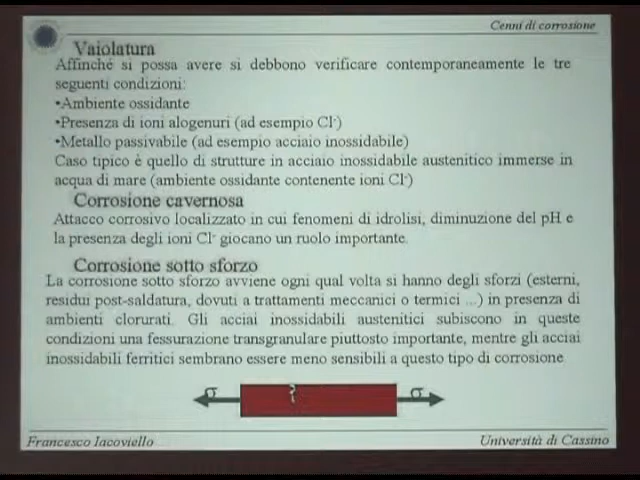 Cenni di corrosione
Vaiolatura
Affinché si possa avere si debbono verificare contemporaneamente le tre
seguenti condizioni:
•Ambiente ossidante
•Presenza di ioni alogenuri (ad esempio Cl-)
•Metallo passivabile (ad esempio acciaio inossidabile)
Caso tipico è quello di strutture in acciaio inossidabile austenitico immerse in
acqua di mare (ambiente ossidante contenente ioni Cl-)
Corrosione cavernosa
Attacco corrosivo localizzato in cui fenomeni di idrolisi, diminuzione del pH e
la presenza degli ioni Cl- giocano un ruolo importante.
Corrosione sotto sforzo
La corrosione sotto sforzo avviene ogni qual volta si hanno degli sforzi (esterni,
residui post-saldatura, dovuti a trattamenti meccanici o termici ...) in presenza di
ambienti clorurati. Gli acciai inossidabili austenitici subiscono in queste
condizioni una fessurazione transgranulare piuttosto importante, mentre gli acciai
inossidabili ferritici sembrano essere meno sensibili a questo tipo di corrosione
σ σ
Francesco Iacoviello Università di Cassino